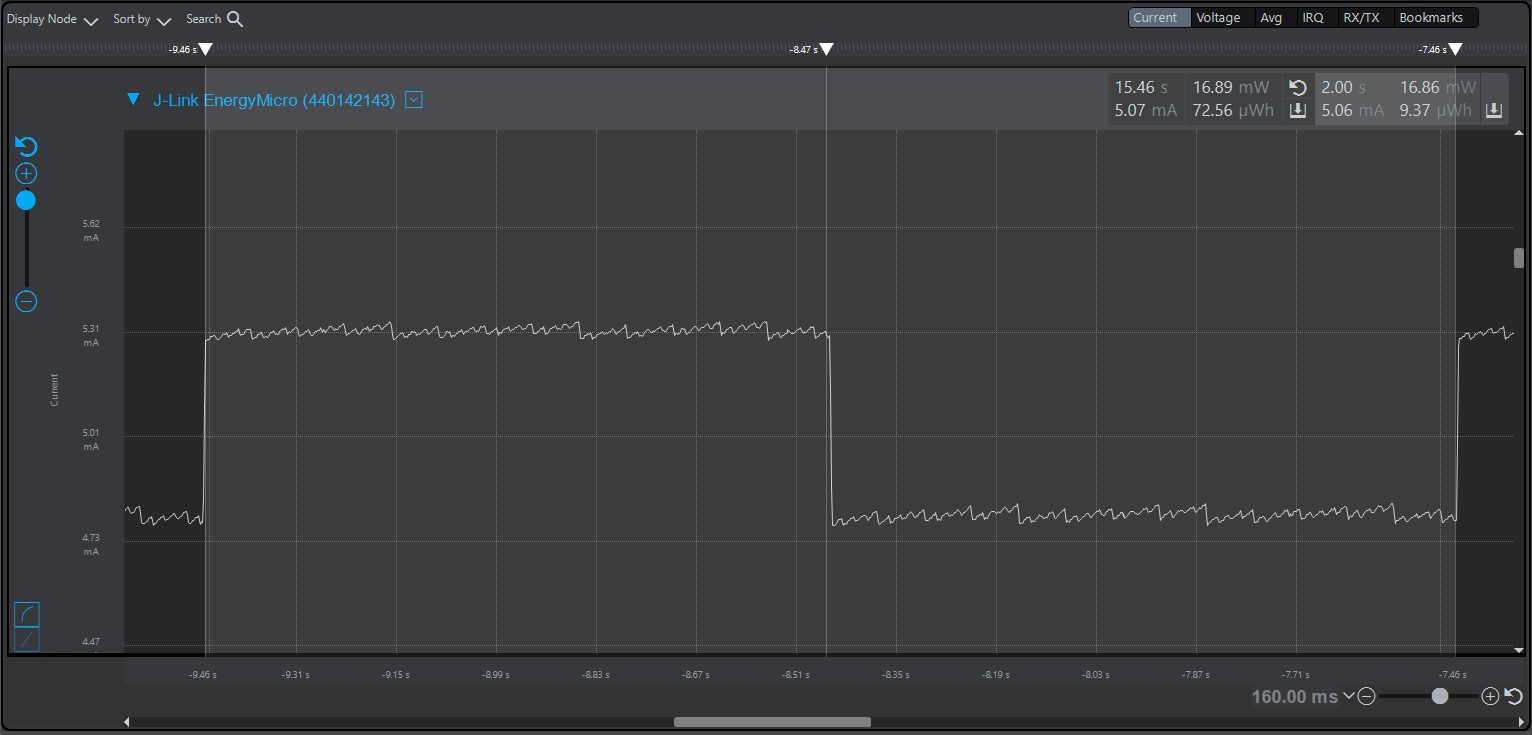 Display Node Sort by Search Current Voltage Avg IRQ RX/TX Bookmarks
-9.46 s -8.47 s -7.46 s
J-Link EnergyMicro (440142143)
15.46 s 16.89 mW 2.00 s 16.86 mW
5.07 mA 72.56 µWh 5.06 mA 9.37 µWh
5.62
mA
5.31
mA
Current
5.01
mA
4.73
mA
4.47
-9.46 s -9.31 s -9.15 s -8.99 s -8.83 s -8.67 s -8.51 s -8.35 s -8.19 s -8.03 s -7.87 s -7.71 s -7.46 s
160.00 ms